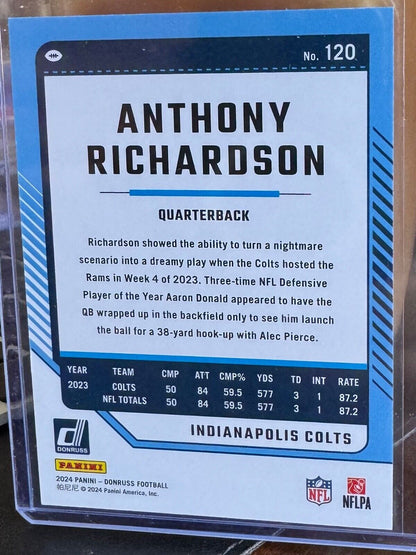 No. 120
ANTHONY
RICHARDSON
QUARTERBACK
Richardson showed the ability to turn a nightmare
scenario into a dreamy play when the Colts hosted the
Rams in Week 4 of 2023. Three-time NFL Defensive
Player of the Year Aaron Donald appeared to have the
QB wrapped up in the backfield only to see him launch
the ball for a 38-yard hook-up with Alec Pierce.
YEAR TEAM CMP ATT CMP% YDS TD INT RATE
2023 COLTS 50 84 59.5 577 3 1 87.2
NFL TOTALS 50 84 59.5 577 3 1 87.2
INDIANAPOLIS COLTS
DONRUSS
PANINI
2024 PANINI – DONRUSS FOOTBALL
帕尼尼 © 2024 Panini America, Inc.
NFL
NFLPA